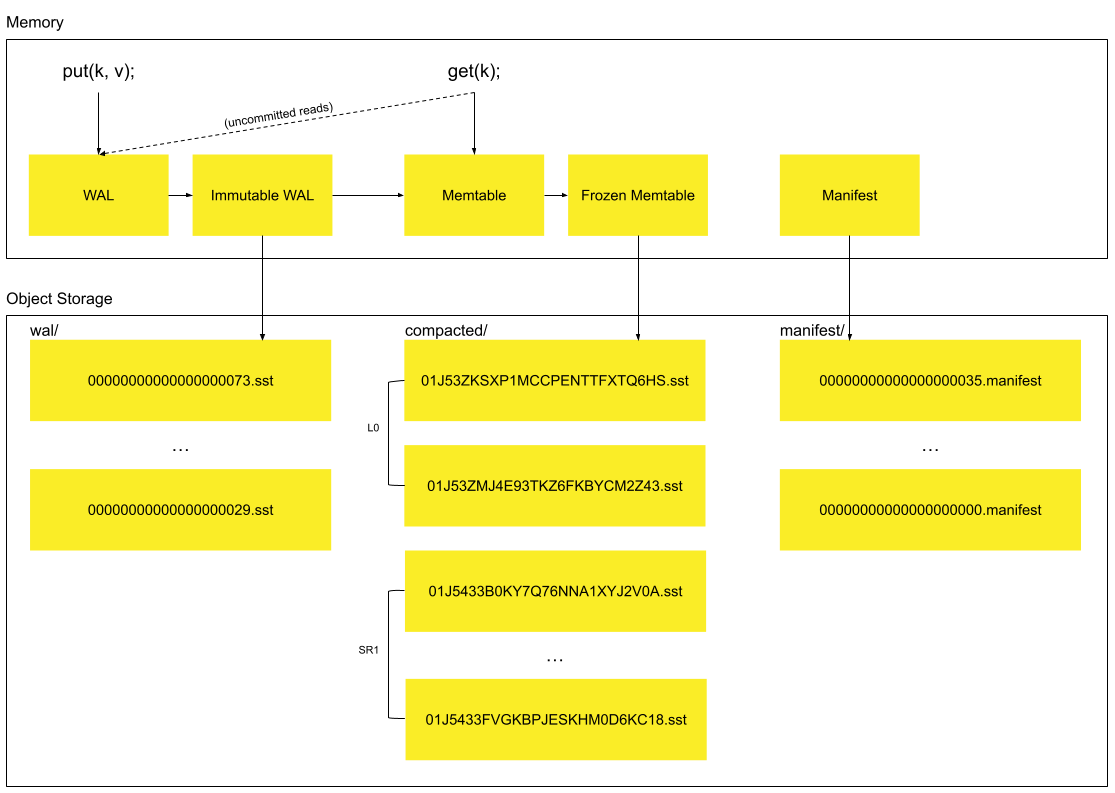 Memory
put(k, v);
get(k);
(uncommitted reads)
WAL
Immutable WAL
Memtable
Frozen Memtable
Manifest
Object Storage
wal/
00000000000000000073.sst
...
00000000000000000029.sst
compacted/
L0
01J53ZKSXP1MCCPENTTFXTQ6HS.sst
01J53ZMJ4E93TKZ6FKBYCM2Z43.sst
SR1
01J5433B0KY7Q76NNA1XYJ2V0A.sst
...
01J5433FVGKBPJESKHM0D6KC18.sst
manifest/
00000000000000000035.manifest
...
00000000000000000000.manifest